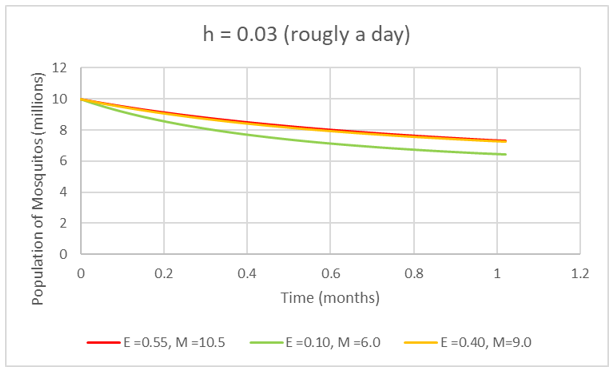 h = 0.03 (rougly a day)
Population of Mosquitos (millions)
12
10
8
6
4
2
0
0 0.2 0.4 0.6 0.8 1 1.2
Time (months)
E =0.55, M =10.5 E =0.10, M =6.0 E =0.40, M=9.0